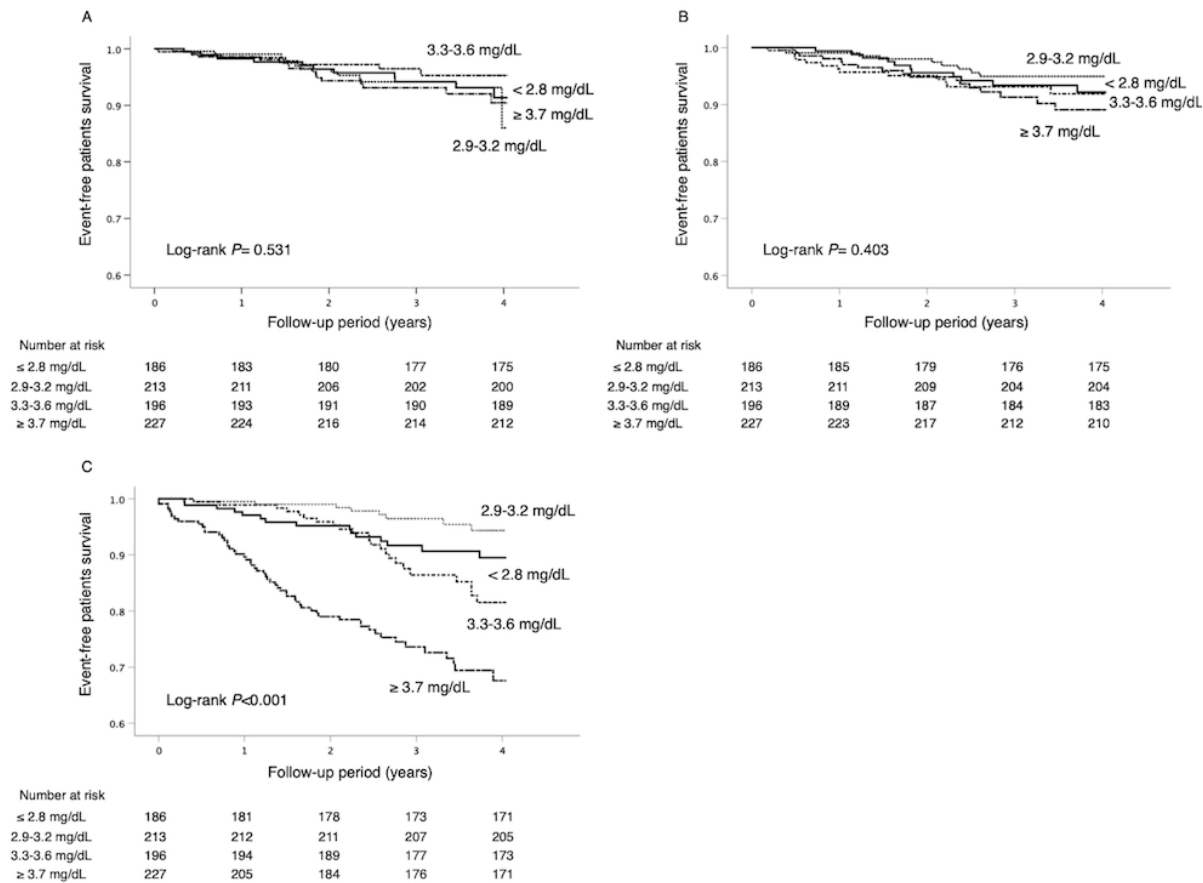 A
Event-free patients survival
1.0
0.9
0.8
0.7
0.6
3.3-3.6 mg/dL
< 2.8 mg/dL
≥ 3.7 mg/dL
2.9-3.2 mg/dL
Log-rank P= 0.531
0 1 2 3 4
Follow-up period (years)
Number at risk
≤ 2.8 mg/dL 186 183 180 177 175
2.9-3.2 mg/dL 213 211 206 202 200
3.3-3.6 mg/dL 196 193 191 190 189
≥ 3.7 mg/dL 227 224 216 214 212
B
Event-free patients survival
1.0
0.9
0.8
0.7
0.6
2.9-3.2 mg/dL
< 2.8 mg/dL
3.3-3.6 mg/dL
≥ 3.7 mg/dL
Log-rank P= 0.403
0 1 2 3 4
Follow-up period (years)
Number at risk
≤ 2.8 mg/dL 186 185 179 176 175
2.9-3.2 mg/dL 213 211 209 204 204
3.3-3.6 mg/dL 196 189 187 184 183
≥ 3.7 mg/dL 227 223 217 212 210
C
Event-free patients survival
1.0
0.9
0.8
0.7
0.6
2.9-3.2 mg/dL
< 2.8 mg/dL
3.3-3.6 mg/dL
≥ 3.7 mg/dL
Log-rank P<0.001
0 1 2 3 4
Follow-up period (years)
Number at risk
≤ 2.8 mg/dL 186 181 178 173 171
2.9-3.2 mg/dL 213 212 211 207 205
3.3-3.6 mg/dL 196 194 189 177 173
≥ 3.7 mg/dL 227 205 184 176 171